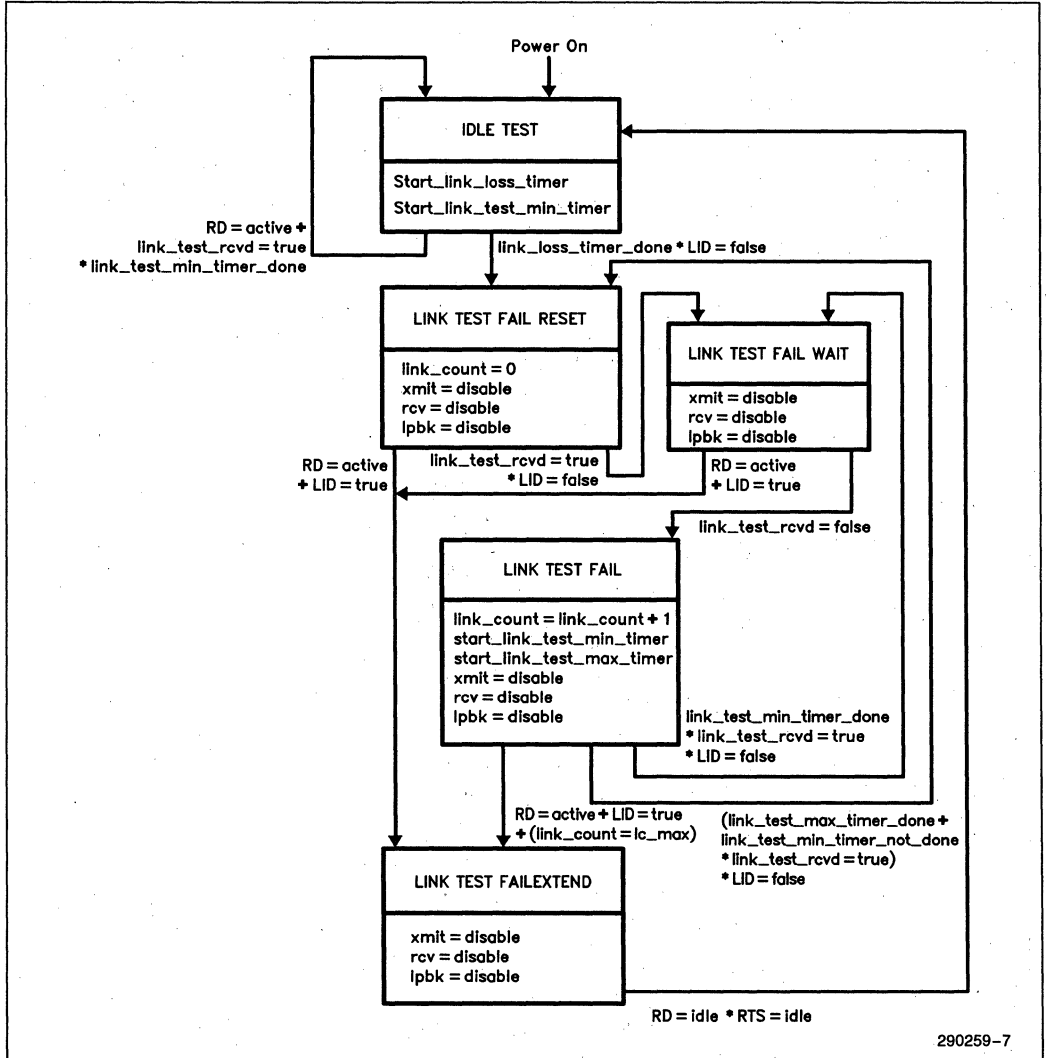 Power On
IDLE TEST
Start_link_loss_timer
Start_link_test_min_timer
RD = active +
link_test_rcvd = true
* link_test_min_timer_done
link_loss_timer_done * LID = false
LINK TEST FAIL RESET
link_count = 0
xmit = disable
rcv = disable
lpbk = disable
LINK TEST FAIL WAIT
xmit = disable
rcv = disable
lpbk = disable
RD = active
+ LID = true
link_test_rcvd = true
* LID = false
RD = active
+ LID = true
link_test_rcvd = false
LINK TEST FAIL
link_count = link_count + 1
start_link_test_min_timer
start_link_test_max_timer
xmit = disable
rcv = disable
lpbk = disable
link_test_min_timer_done
* link_test_rcvd = true
* LID = false
RD = active + LID = true
+ (link_count = lc_max)
(link_test_max_timer_done +
link_test_min_timer_not_done
* link_test_rcvd = true)
* LID = false
LINK TEST FAILEXTEND
xmit = disable
rcv = disable
lpbk = disable
RD = idle * RTS = idle
290259-7